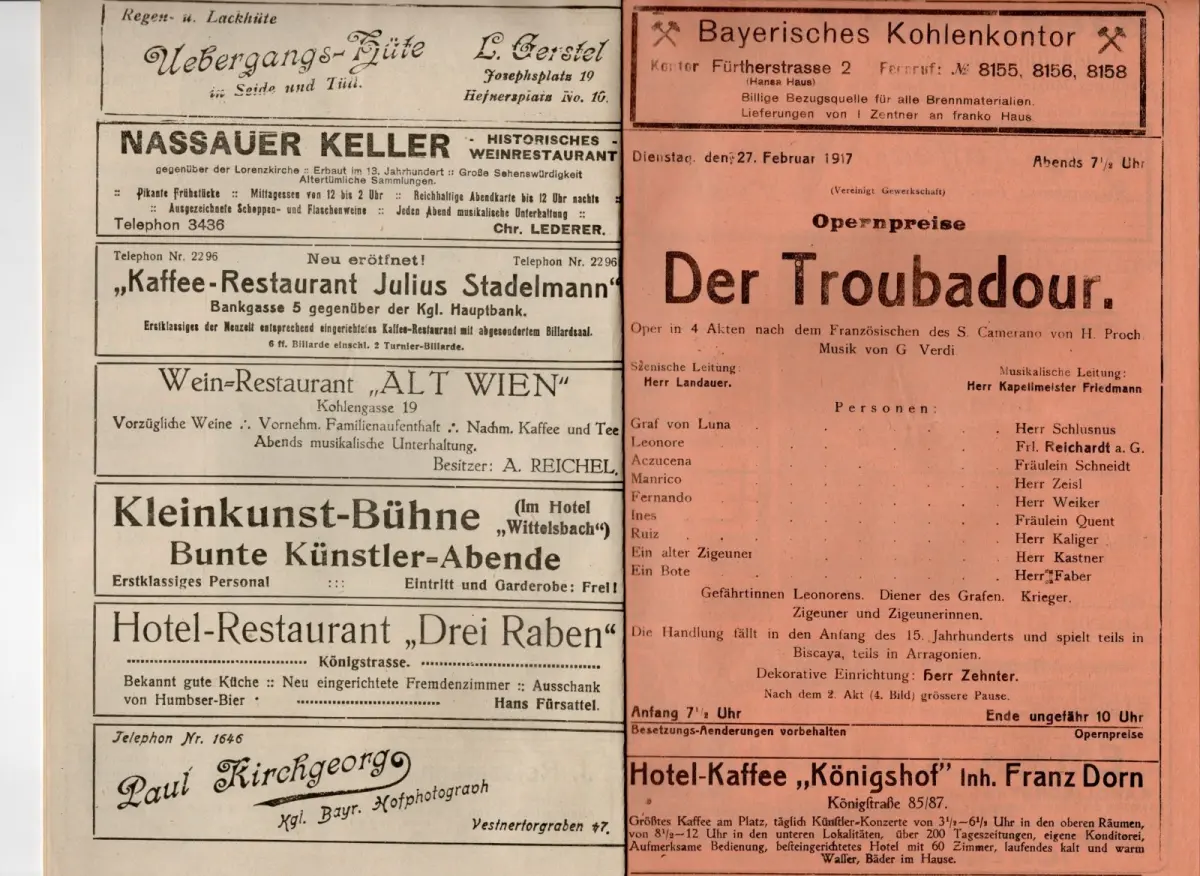 Regen- u. Lackhüte
Uebergangs-Hüte
in Seide und Tüll.
L. Gerstel
Josephsplatz 19
Hefnersplatz No. 10.
NASSAUER KELLER
- HISTORISCHES -
WEINRESTAURANT
gegenüber der Lorenzkirche :: Erbaut im 13. Jahrhundert :: Große Sehenswürdigkeit
Altertümliche Sammlungen.
:: Pikante Frühstücke :: Mittagessen von 12 bis 2 Uhr :: Reichhaltige Abendkarte bis 12 Uhr nachts :
:: Ausgezeichnete Schoppen- und Flaschenweine :: Jeden Abend musikalische Unterhaltung ::
Telephon 3436
Chr. LEDERER.
Telephon Nr. 2296 Neu eröffnet! Telephon Nr. 2296
„Kaffee-Restaurant Julius Stadelmann“
Bankgasse 5 gegenüber der Kgl. Hauptbank.
Erstklassiges der Neuzeit entsprechend eingerichtetes Kaffee-Restaurant mit abgesondertem Billardsaal.
6 ff. Billarde einschl. 2 Turnier-Billarde.
Wein-Restaurant „ALT WIEN“
Kohlengasse 19
Vorzügliche Weine .·. Vornehm. Familienaufenthalt .·. Nachm. Kaffee und Tee
Abends musikalische Unterhaltung.
Besitzer: A. REICHEL.
Kleinkunst-Bühne
(Im Hotel
„Wittelsbach“)
Bunte Künstler-Abende
Erstklassiges Personal ::: Eintritt und Garderobe: Frei!
Hotel-Restaurant „Drei Raben“
Königstrasse.
Bekannt gute Küche :: Neu eingerichtete Fremdenzimmer :: Ausschank
von Humbser-Bier
Hans Fürsattel.
Telephon Nr. 1646
Paul Kirchgeorg
Kgl. Bayr. Hofphotograph
Vestnertorgraben 47.
Bayerisches Kohlenkontor
Kontor Fürtherstrasse 2 Fernruf: № 8155, 8156, 8158
(Hansa Haus)
Billige Bezugsquelle für alle Brennmaterialien.
Lieferungen von 1 Zentner an franko Haus.
Dienstag, den 27. Februar 1917
Abends 7½ Uhr
(Vereinigt Gewerkschaft)
Opernpreise
Der Troubadour.
Oper in 4 Akten nach dem Französischen des S. Camerano von H. Proch.
Musik von G Verdi
Szenische Leitung:
Herr Landauer.
Musikalische Leitung:
Herr Kapellmeister Friedmann
Personen:
Graf von Luna . . . . . . Herr Schlusnus
Leonore . . . . . . Frl. Reichardt a. G.
Aczucena . . . . . . Fräulein Schneidt
Manrico . . . . . . Herr Zeisl
Fernando . . . . . . Herr Weiker
Ines . . . . . . Fräulein Quent
Ruiz . . . . . . Herr Kaliger
Ein alter Zigeuner . . . . . . Herr Kastner
Ein Bote . . . . . . Herr Faber
Gefährtinnen Leonorens. Diener des Grafen. Krieger.
Zigeuner und Zigeunerinnen.
Die Handlung fällt in den Anfang des 15. Jahrhunderts und spielt teils in
Biscaya, teils in Arragonien.
Dekorative Einrichtung: Herr Zehnter.
Nach dem 2. Akt (4. Bild) grössere Pause.
Anfang 7½ Uhr
Ende ungefähr 10 Uhr
Besetzungs-Aenderungen vorbehalten
Opernpreise
Hotel-Kaffee „Königshof” Inh. Franz Dorn
Königstraße 85/87.
Größtes Kaffee am Platz, täglich Künstler-Konzerte von 3½—6½ Uhr in den oberen Räumen,
von 8½—12 Uhr in den unteren Lokalitäten, über 200 Tageszeitungen, eigene Konditorei,
Aufmerksame Bedienung, besteingerichtetes Hotel mit 60 Zimmer, laufendes kalt und warm
Wasser, Bäder im Hause.